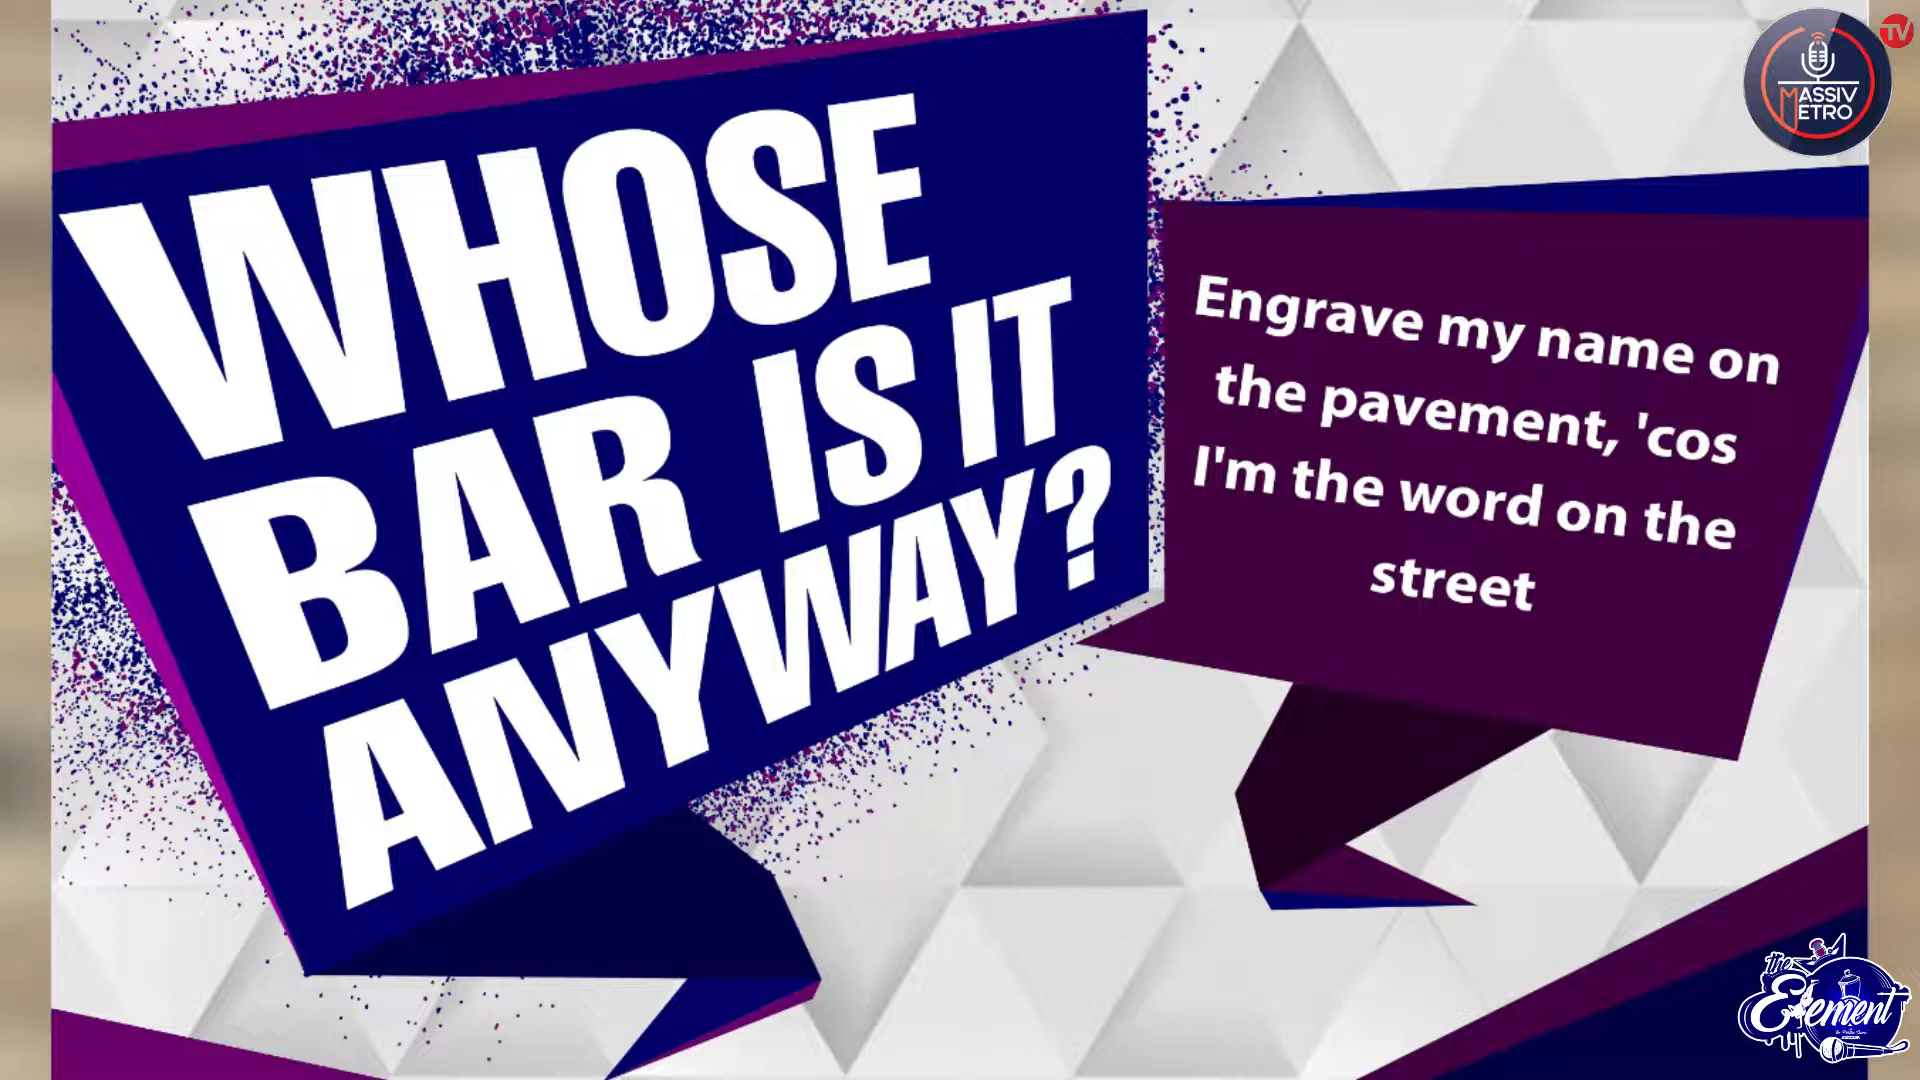 WHOSE
BAR IS IT
ANYWAY?
Engrave my name on
the pavement, 'cos
I'm the word on the
street
TV
MASSIV
METRO
the
Element